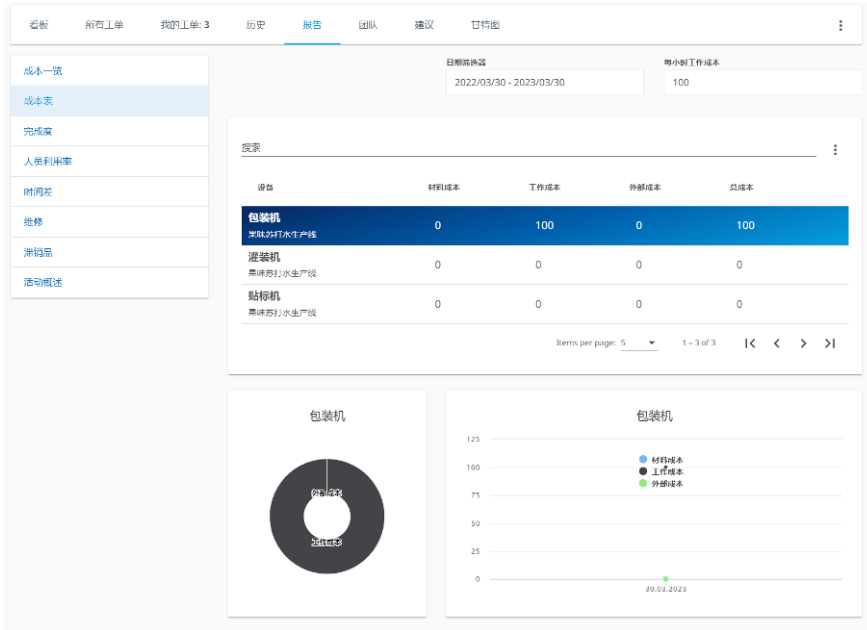 看板 所有工单 我的工单: 3 历史 报告 团队 建议 甘特图
成本一览
成本表
完成度
人员利用率
时间差
维修
滞销品
活动概述
日期筛选器 每小时工作成本
2022/03/30 - 2023/03/30 100
搜索
设备 材料成本 工作成本 外部成本 总成本
包装机 0 100 0 100
果味苏打水生产线
灌装机 0 0 0 0
果味苏打水生产线
贴标机 0 0 0 0
果味苏打水生产线
Items per page: 5 1 – 3 of 3
包装机
工作成本
包装机
125
100
75
50
25
0
材料成本
工作成本
外部成本
30.03.2023